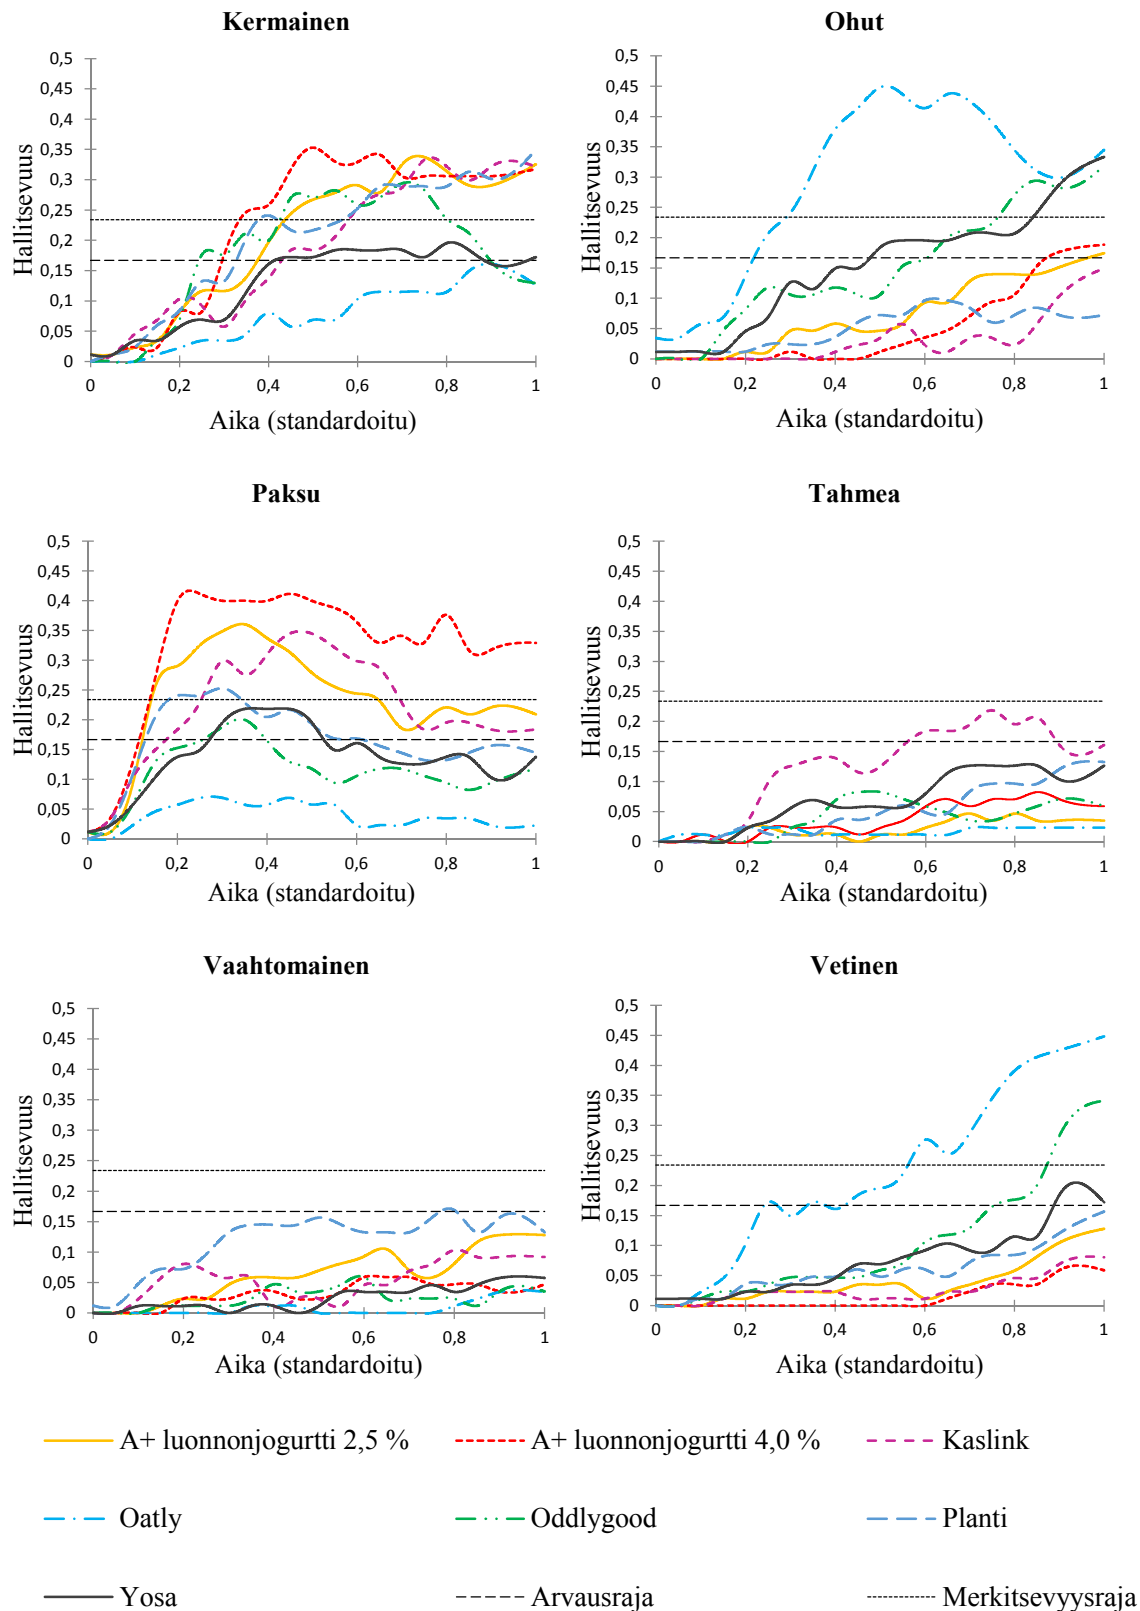 Kermainen
0,5
0,45
0,4
0,35
0,3
0,25
0,2
0,15
0,1
0,05
0
0 0,2 0,4 0,6 0,8 1
Hallitsevuus
Aika (standardoitu)
Ohut
0,5
0,45
0,4
0,35
0,3
0,25
0,2
0,15
0,1
0,05
0
0 0,2 0,4 0,6 0,8 1
Hallitsevuus
Aika (standardoitu)
Paksu
0,5
0,45
0,4
0,35
0,3
0,25
0,2
0,15
0,1
0,05
0
0 0,2 0,4 0,6 0,8 1
Hallitsevuus
Aika (standardoitu)
Tahmea
0,5
0,45
0,4
0,35
0,3
0,25
0,2
0,15
0,1
0,05
0
0 0,2 0,4 0,6 0,8 1
Hallitsevuus
Aika (standardoitu)
Vaahtomainen
0,5
0,45
0,4
0,35
0,3
0,25
0,2
0,15
0,1
0,05
0
0 0,2 0,4 0,6 0,8 1
Hallitsevuus
Aika (standardoitu)
Vetinen
0,5
0,45
0,4
0,35
0,3
0,25
0,2
0,15
0,1
0,05
0
0 0,2 0,4 0,6 0,8 1
Hallitsevuus
Aika (standardoitu)
A+ luonnonjogurtti 2,5 % A+ luonnonjogurtti 4,0 % Kaslink
Oatly Oddlygood Planti
Yosa Arvausraja Merkitsevyysraja